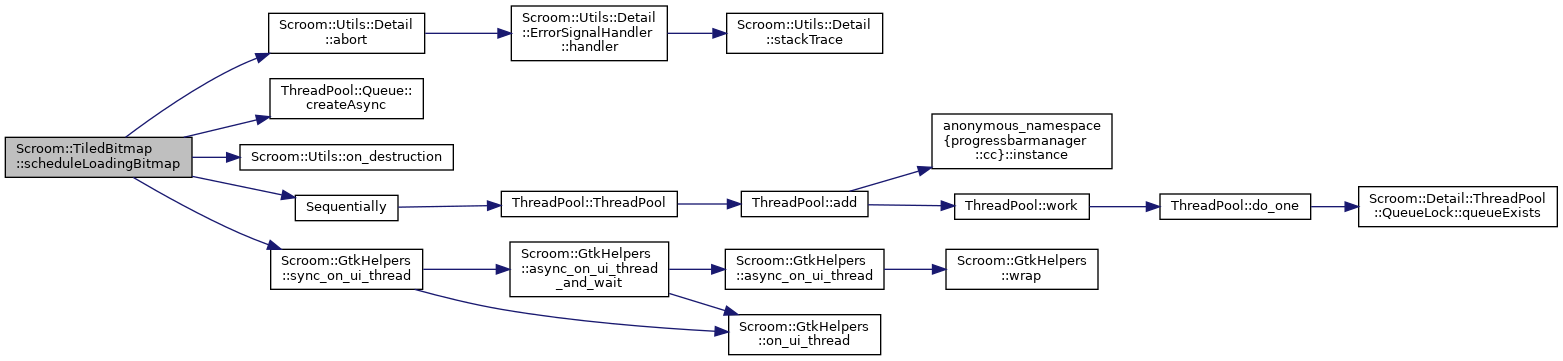 Scroom::TiledBitmap
::scheduleLoadingBitmap
Scroom::Utils::Detail
::abort
Scroom::Utils::Detail
::ErrorSignalHandler
::handler
Scroom::Utils::Detail
::stackTrace
ThreadPool::Queue::
createAsync
Scroom::Utils::on_destruction
Sequentially
ThreadPool::ThreadPool
ThreadPool::add
anonymous_namespace
{progressbarmanager
::cc}::instance
ThreadPool::work
ThreadPool::do_one
Scroom::Detail::ThreadPool
::QueueLock::queueExists
Scroom::GtkHelpers
::sync_on_ui_thread
Scroom::GtkHelpers
::async_on_ui_thread
_and_wait
Scroom::GtkHelpers
::async_on_ui_thread
Scroom::GtkHelpers
::wrap
Scroom::GtkHelpers
::on_ui_thread